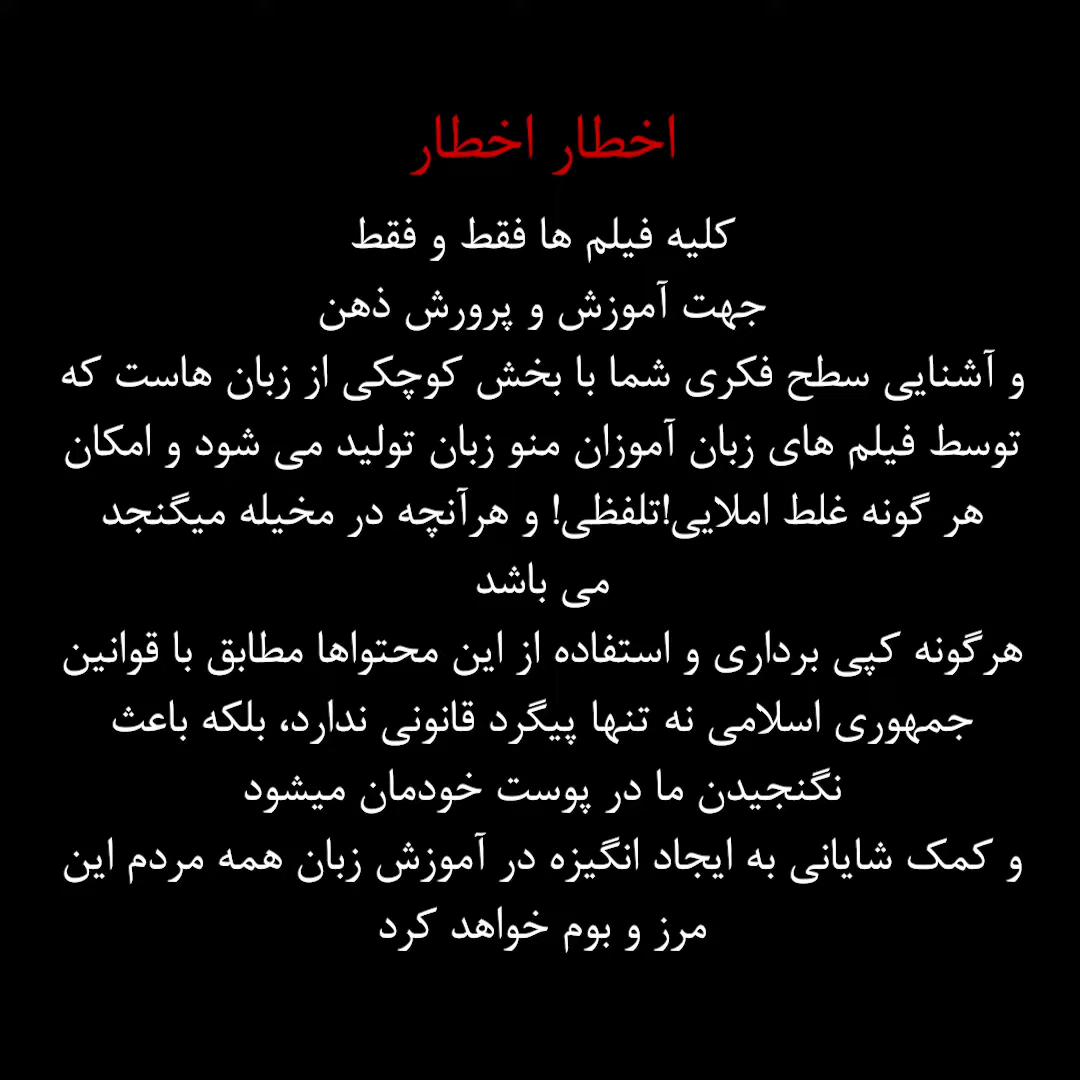 اخطار اخطار
کلیه فیلم ها فقط و فقط
جهت آموزش و پرورش ذهن
و آشنایی سطح فکری شما با بخش کوچکی از زبان هاست که
توسط فیلم های زبان آموزان منو زبان تولید می شود و امکان
هر گونه غلط املایی!تلفظی! و هرآنچه در مخیله میگنجد
می باشد
هرگونه کپی برداری و استفاده از این محتواها مطابق با قوانین
جمهوری اسلامی نه تنها پیگرد قانونی ندارد، بلکه باعث
نگنجیدن ما در پوست خودمان میشود
و کمک شایانی به ایجاد انگیزه در آموزش زبان همه مردم این
مرز و بوم خواهد کرد